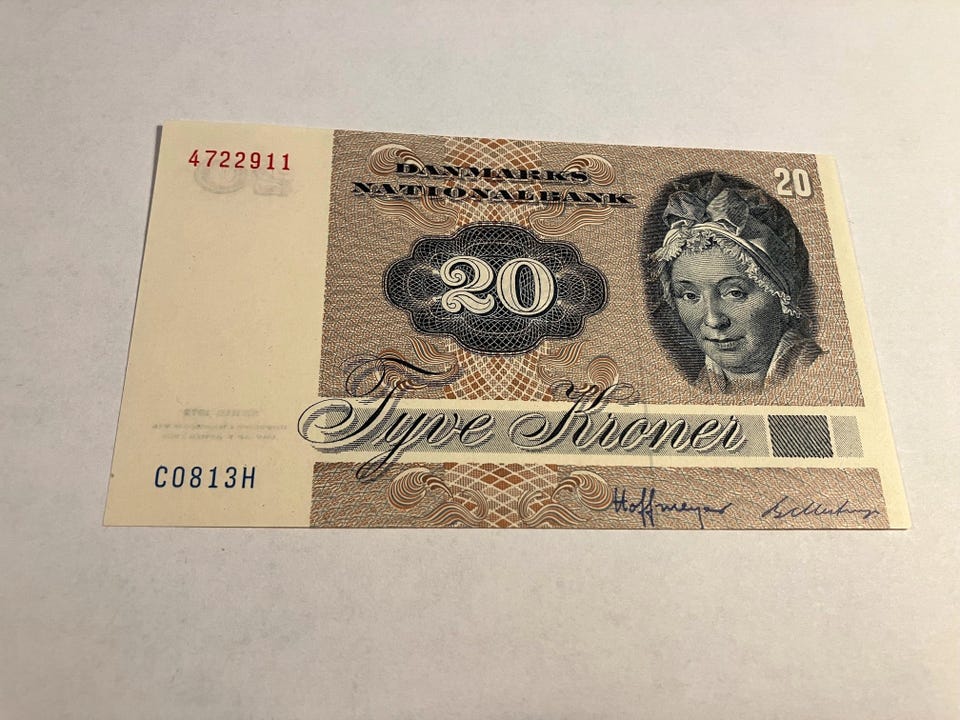 4722911
DANMARKS
NATIONALBANK
20
20
Tyve Kroner
C0813H
Hoffmeyer